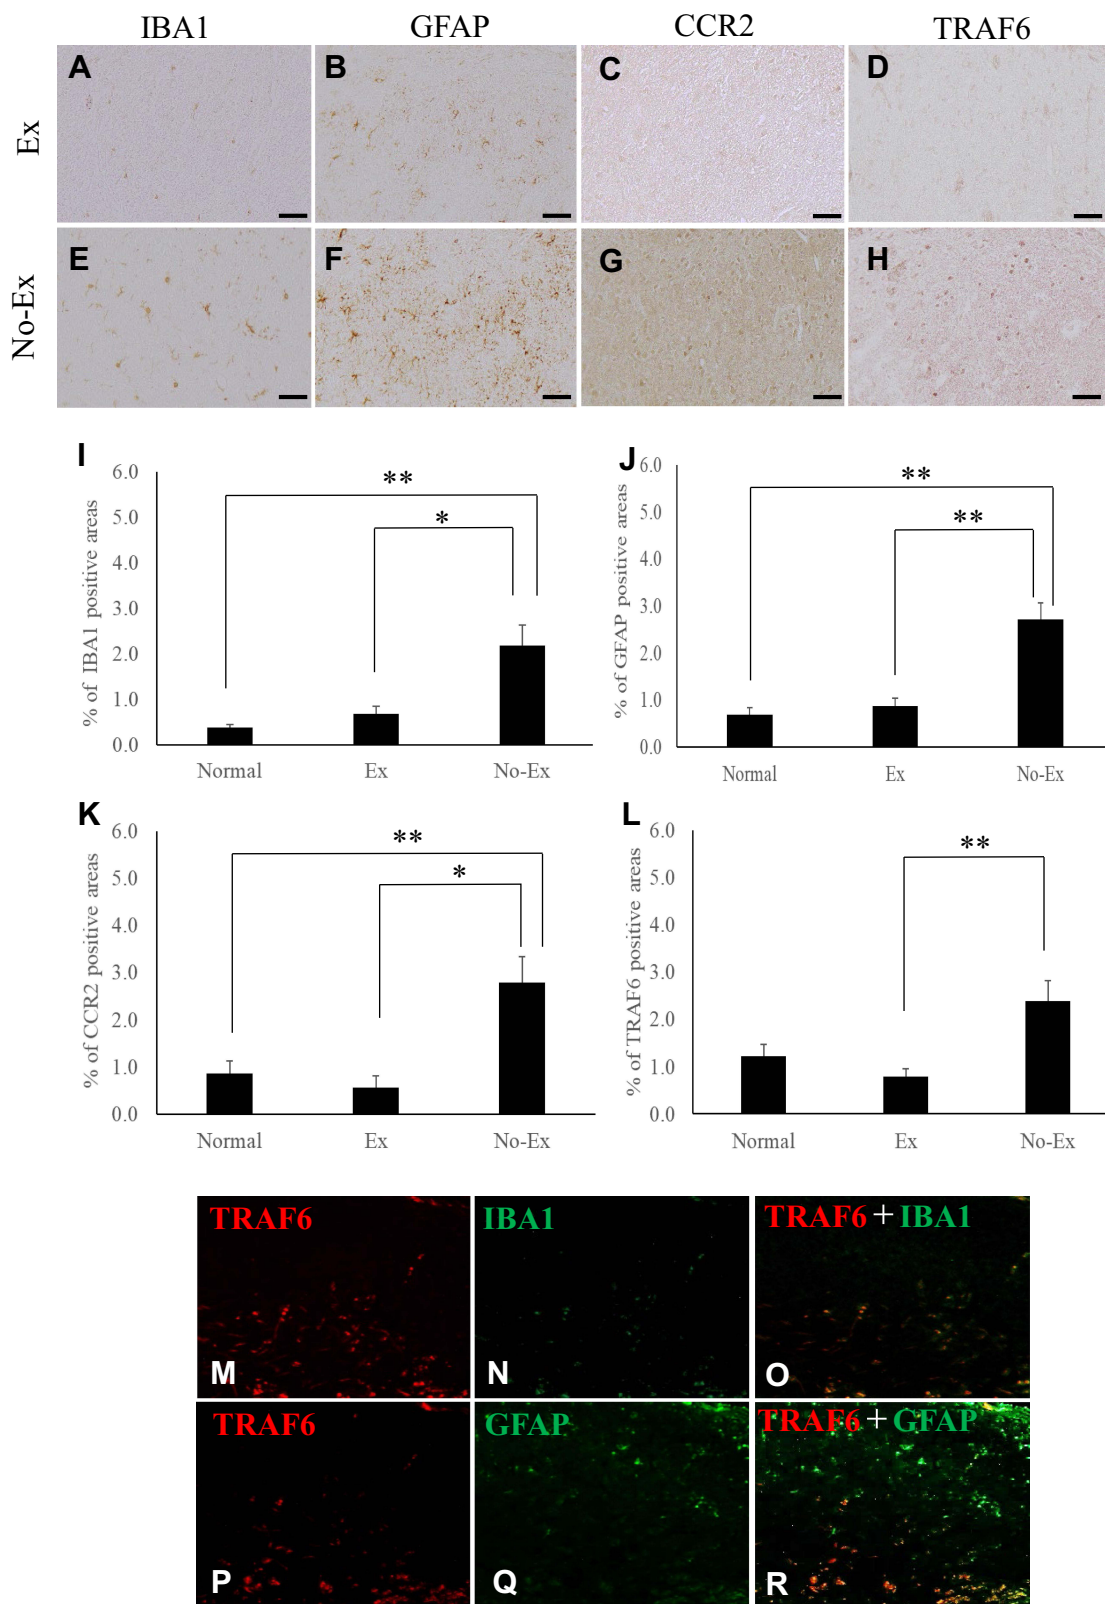 IBA1 GFAP CCR2 TRAF6
Ex
A B C D
No-Ex
E F G H
I
% of IBA1 positive areas
6.0
5.0
4.0
3.0
2.0
1.0
0.0
**
*
Normal Ex No-Ex
J
% of GFAP positive areas
6.0
5.0
4.0
3.0
2.0
1.0
0.0
**
**
Normal Ex No-Ex
K
% of CCR2 positive areas
6.0
5.0
4.0
3.0
2.0
1.0
0.0
**
*
Normal Ex No-Ex
L
% of TRAF6 positive areas
6.0
5.0
4.0
3.0
2.0
1.0
0.0
**
Normal Ex No-Ex
TRAF6 IBA1 TRAF6 + IBA1
M N O
TRAF6 GFAP TRAF6 + GFAP
P Q R